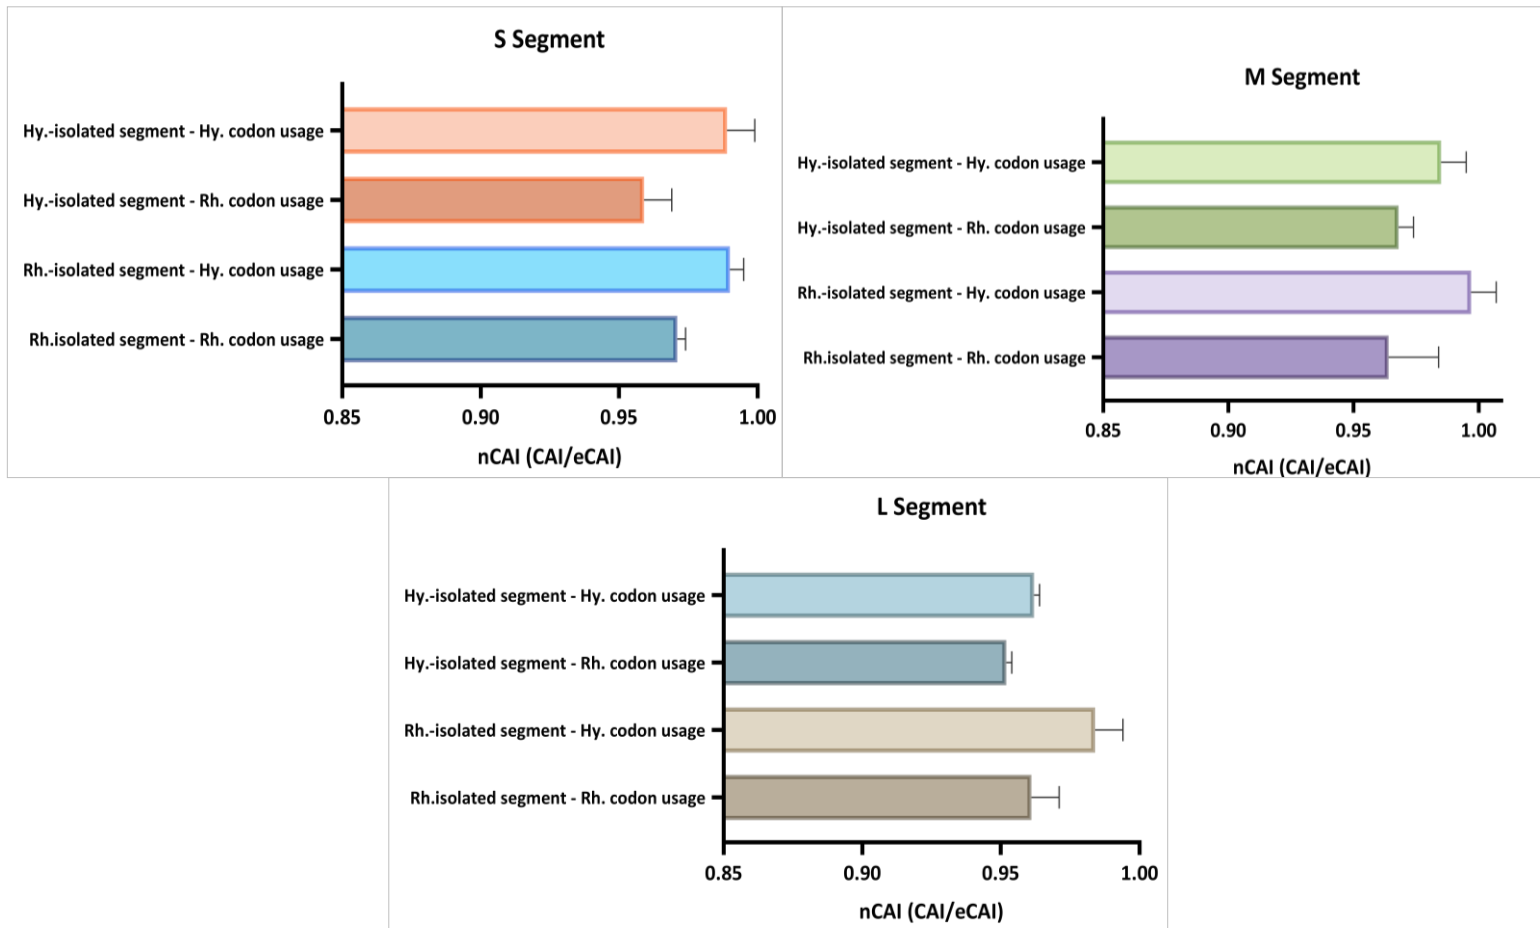 S Segment
Hy.-isolated segment - Hy. codon usage
Hy.-isolated segment - Rh. codon usage
Rh.-isolated segment - Hy. codon usage
Rh.isolated segment - Rh. codon usage
0.85 0.90 0.95 1.00
nCAI (CAI/eCAI)
M Segment
Hy.-isolated segment - Hy. codon usage
Hy.-isolated segment - Rh. codon usage
Rh.-isolated segment - Hy. codon usage
Rh.isolated segment - Rh. codon usage
0.85 0.90 0.95 1.00
nCAI (CAI/eCAI)
L Segment
Hy.-isolated segment - Hy. codon usage
Hy.-isolated segment - Rh. codon usage
Rh.-isolated segment - Hy. codon usage
Rh.isolated segment - Rh. codon usage
0.85 0.90 0.95 1.00
nCAI (CAI/eCAI)